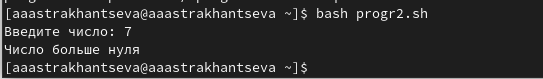 [aaastrakhantseva@aaastrakhantseva ~]$ bash progr2.sh
Введите число: 7
Число больше нуля
[aaastrakhantseva@aaastrakhantseva ~]$